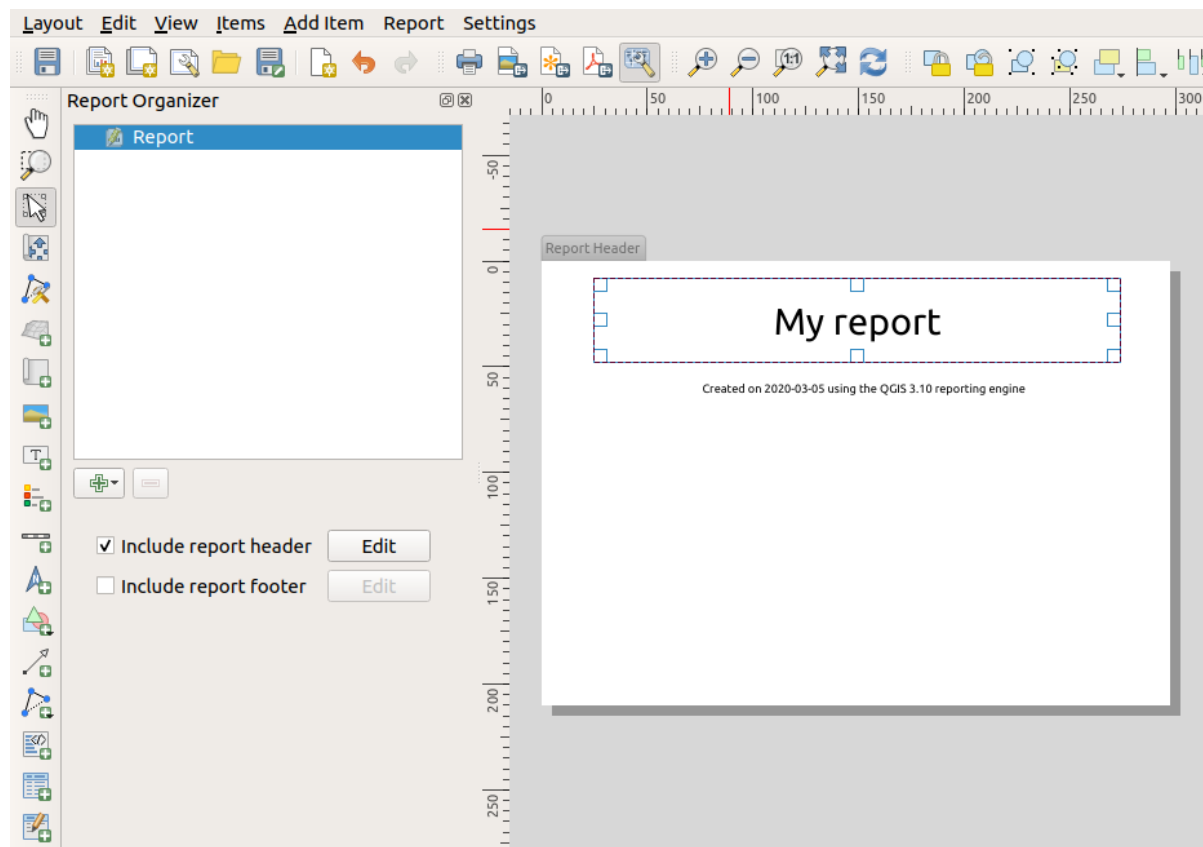 Layout Edit View Items Add Item Report Settings
Report Organizer
Report
Include report header Edit
Include report footer Edit
0 50 100 150 200 250 300
-50
0
50
100
150
200
250
Report Header
My report
Created on 2020-03-05 using the QGIS 3.10 reporting engine